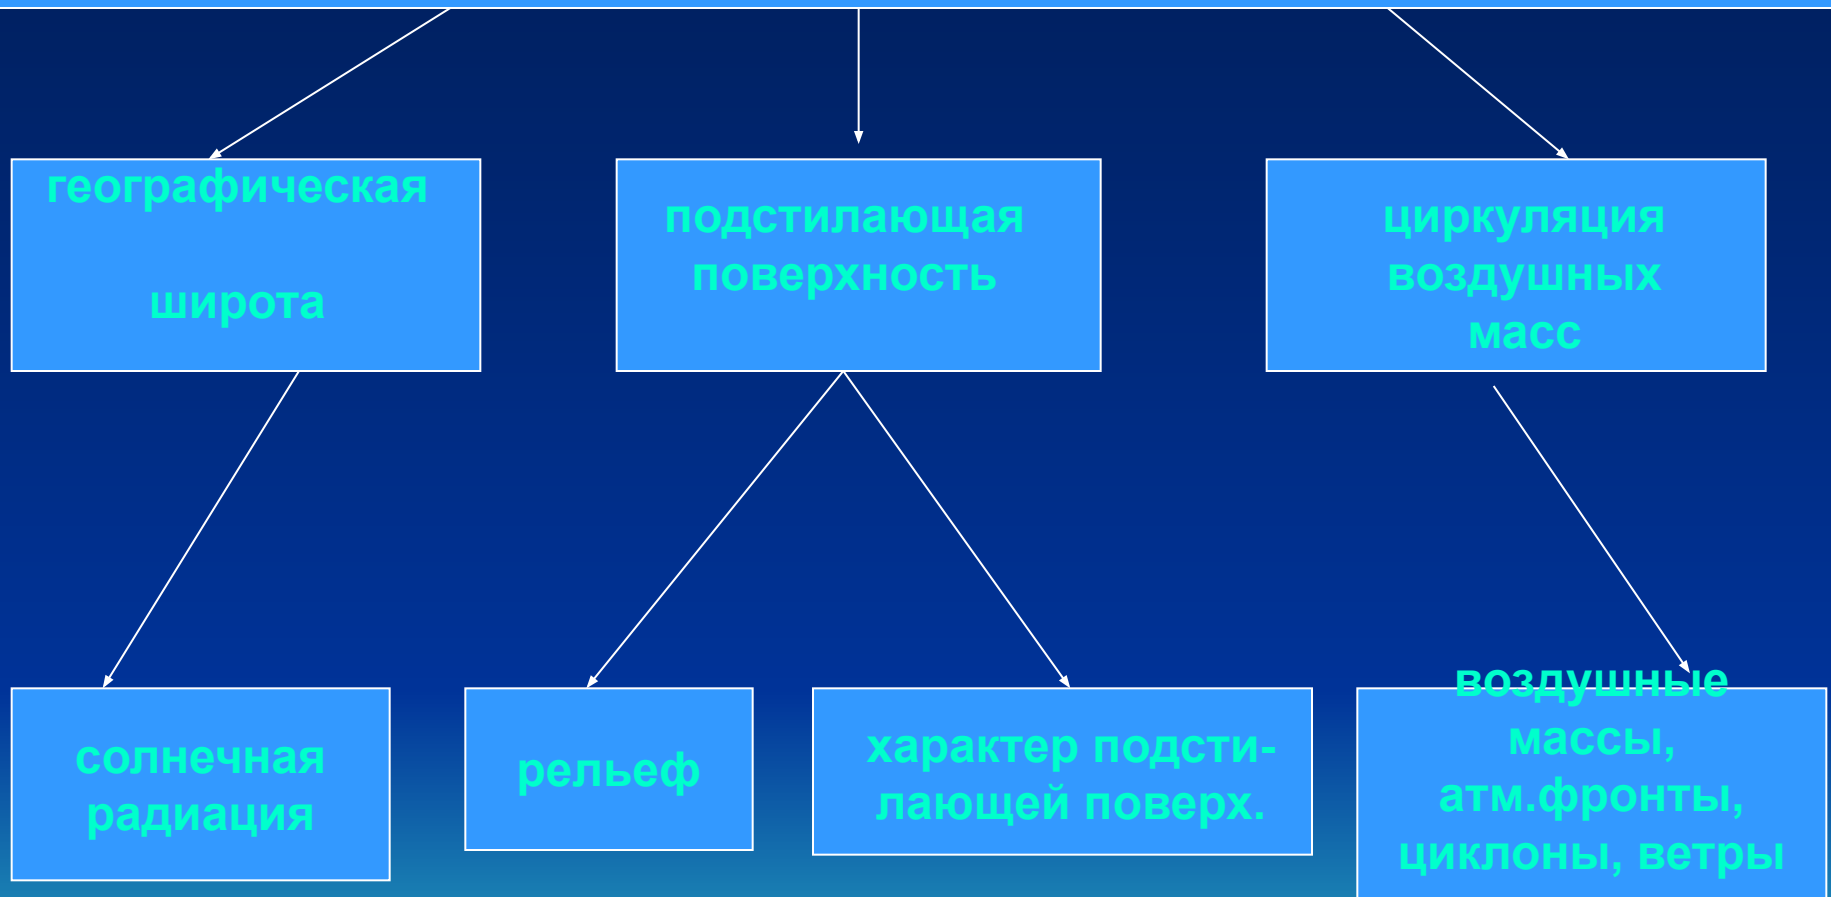 географическая
широта
подстилающая
поверхность
циркуляция
воздушных
масс
солнечная
радиация
рельеф
характер подсти-
лающей поверх.
воздушные
массы,
атм.фронты,
циклоны, ветры